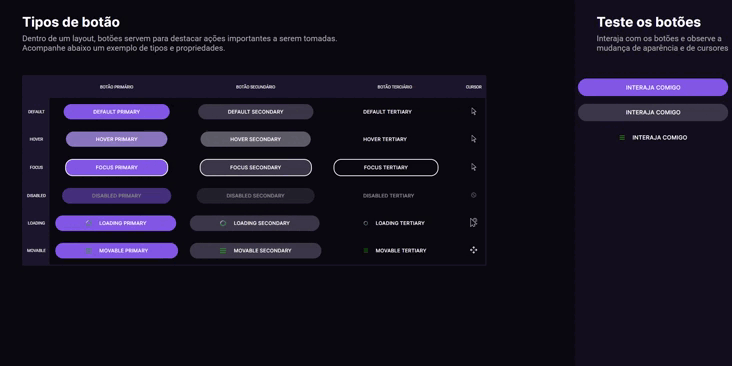 Tipos de botão
Dentro de um layout, botões servem para destacar ações importantes a serem tomadas.
Acompanhe abaixo um exemplo de tipos e propriedades.
BOTÃO PRIMÁRIO BOTÃO SECUNDÁRIO BOTÃO TERCIÁRIO CURSOR
DEFAULT DEFAULT PRIMARY DEFAULT SECONDARY DEFAULT TERTIARY
HOVER HOVER PRIMARY HOVER SECONDARY HOVER TERTIARY
FOCUS FOCUS PRIMARY FOCUS SECONDARY FOCUS TERTIARY
DISABLED DISABLED PRIMARY DISABLED SECONDARY DISABLED TERTIARY
LOADING LOADING PRIMARY LOADING SECONDARY LOADING TERTIARY
MOVABLE MOVABLE PRIMARY MOVABLE SECONDARY MOVABLE TERTIARY
Teste os botões
Interaja com os botões e observe a
mudança de aparência e de cursores
INTERAJA COMIGO
INTERAJA COMIGO
INTERAJA COMIGO